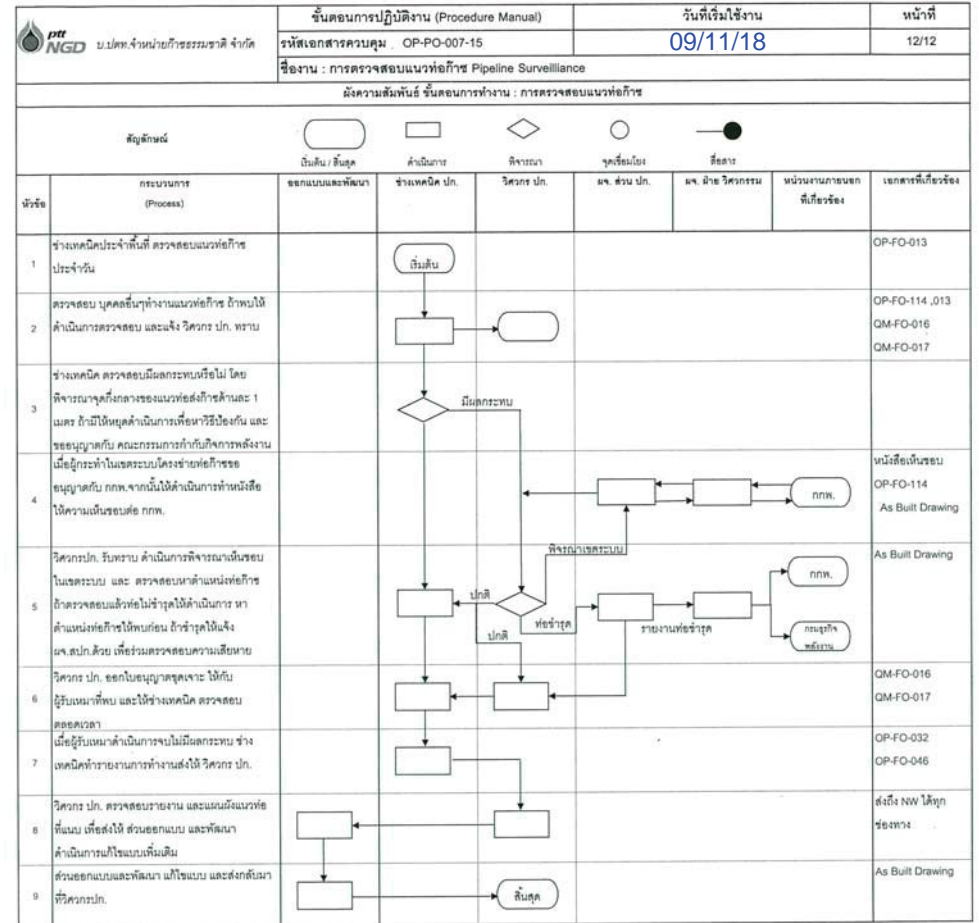 ptt
NGD บ.ปตท.จำหน่ายก๊าซธรรมชาติ จำกัด
ขั้นตอนการปฏิบัติงาน (Procedure Manual)
วันที่เริ่มใช้งาน
หน้าที่
รหัสเอกสารควบคุม OP-PO-007-15
09/11/18
12/12
ชื่องาน : การตรวจสอบแนวท่อก๊าซ Pipeline Surveilliance
ผังความสัมพันธ์ ขั้นตอนการทำงาน : การตรวจสอบแนวท่อก๊าซ
สัญลักษณ์
เริ่มต้น / สิ้นสุด
ดำเนินการ
พิจารณา
จุดเชื่อมโยง
สื่อสาร
หัวข้อ
กระบวนการ
(Process)
ออกแบบและพัฒนา
ช่างเทคนิค ปก.
วิศวกร ปก.
ผจ. ส่วน ปก.
ผจ. ฝ่าย วิศวกรรม
หน่วยงานภายนอก
ที่เกี่ยวข้อง
เอกสารที่เกี่ยวข้อง
1
ช่างเทคนิคประจำพื้นที่ ตรวจสอบแนวท่อก๊าซ
ประจำวัน
เริ่มต้น
OP-FO-013
2
ตรวจสอบ บุคคลอื่นๆทำงานแนวท่อก๊าซ ถ้าพบให้
ดำเนินการตรวจสอบ และแจ้ง วิศวกร ปก. ทราบ
OP-FO-114 ,013
QM-FO-016
QM-FO-017
3
ช่างเทคนิค ตรวจสอบมีผลกระทบหรือไม่ โดย
พิจารณาจุดกึ่งกลางของแนวท่อส่งก๊าซด้านละ 1
เมตร ถ้ามีให้หยุดดำเนินการเพื่อหาวิธีป้องกัน และ
ขออนุญาตกับ คณะกรรมการกำกับกิจการพลังงาน
มีผลกระทบ
4
เมื่อผู้กระทำในเขตระบบโครงข่ายท่อก๊าซขอ
อนุญาตกับ กกพ.จากนั้นให้ดำเนินการทำหนังสือ
ให้ความเห็นชอบต่อ กกพ.
กกพ.
หนังสือเห็นชอบ
OP-FO-114
As Built Drawing
พิจรณาเขตระบบ
5
วิศวกรปก. รับทราบ ดำเนินการพิจารณาเห็นชอบ
ในเขตระบบ และ ตรวจสอบหาตำแหน่งท่อก๊าซ
ถ้าตรวจสอบแล้วท่อไม่ชำรุดให้ดำเนินการ หา
ตำแหน่งท่อก๊าซให้พบก่อน ถ้าชำรุดให้แจ้ง
ผจ.สปก.ด้วย เพื่อร่วมตรวจสอบความเสียหาย
ปกติ
ปกติ
ท่อชำรุด
รายงานท่อชำรุด
กกพ.
กรมธุรกิจ
พลังงาน
As Built Drawing
6
วิศวกร ปก. ออกใบอนุญาตขุดเจาะ ให้กับ
ผู้รับเหมาที่พบ และให้ช่างเทคนิค ตรวจสอบ
ตลอดเวลา
QM-FO-016
QM-FO-017
7
เมื่อผู้รับเหมาดำเนินการจบไม่มีผลกระทบ ช่าง
เทคนิคทำรายงานการทำงานส่งให้ วิศวกร ปก.
OP-FO-032
OP-FO-046
8
วิศวกร ปก. ตรวจสอบรายงาน และแผนผังแนวท่อ
ที่แนบ เพื่อส่งให้ ส่วนออกแบบ และพัฒนา
ดำเนินการแก้ไขแบบเพิ่มเติม
ส่งถึง NW ได้ทุก
ช่องทาง
9
ส่วนออกแบบและพัฒนา แก้ไขแบบ และส่งกลับมา
ที่วิศวกรปก.
สิ้นสุด
As Built Drawing